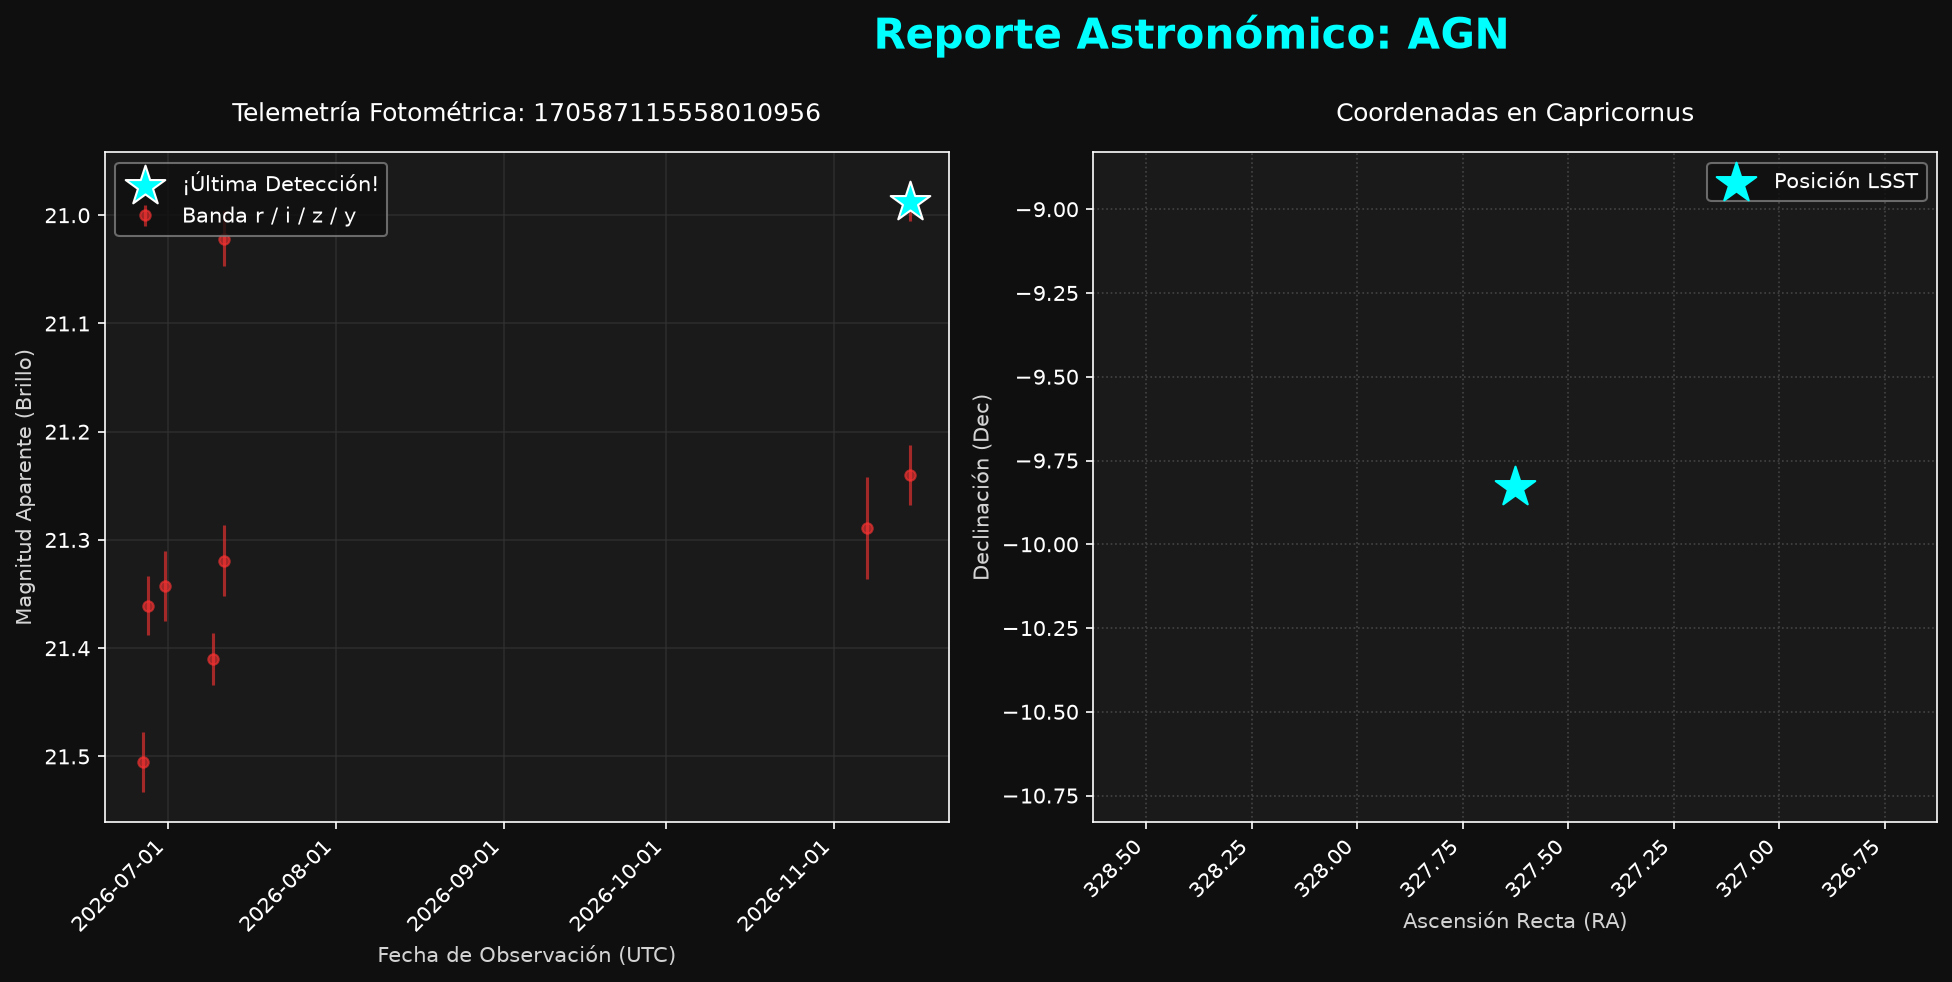 Reporte Astronómico: AGN
Telemetría Fotométrica: 170587115558010956
¡Última Detección!
Banda r / i / z / y
21.0
21.1
21.2
21.3
21.4
21.5
Magnitud Aparente (Brillo)
2026-07-01
2026-08-01
2026-09-01
2026-10-01
2026-11-01
Fecha de Observación (UTC)
Coordenadas en Capricornus
Posición LSST
−9.00
−9.25
−9.50
−9.75
−10.00
−10.25
−10.50
−10.75
Declinación (Dec)
328.50
328.25
328.00
327.75
327.50
327.25
327.00
326.75
Ascensión Recta (RA)